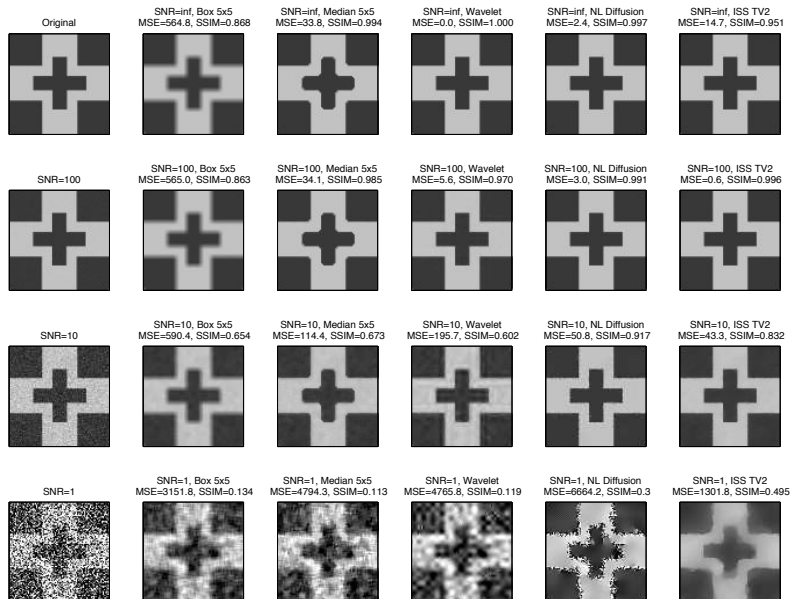 Original
SNR=inf, Box 5x5
MSE=564.8, SSIM=0.868
SNR=inf, Median 5x5
MSE=33.8, SSIM=0.994
SNR=inf, Wavelet
MSE=0.0, SSIM=1.000
SNR=inf, NL Diffusion
MSE=2.4, SSIM=0.997
SNR=inf, ISS TV2
MSE=14.7, SSIM=0.951
SNR=100
SNR=100, Box 5x5
MSE=565.0, SSIM=0.863
SNR=100, Median 5x5
MSE=34.1, SSIM=0.985
SNR=100, Wavelet
MSE=5.6, SSIM=0.970
SNR=100, NL Diffusion
MSE=3.0, SSIM=0.991
SNR=100, ISS TV2
MSE=0.6, SSIM=0.996
SNR=10
SNR=10, Box 5x5
MSE=590.4, SSIM=0.654
SNR=10, Median 5x5
MSE=114.4, SSIM=0.673
SNR=10, Wavelet
MSE=195.7, SSIM=0.602
SNR=10, NL Diffusion
MSE=50.8, SSIM=0.917
SNR=10, ISS TV2
MSE=43.3, SSIM=0.832
SNR=1
SNR=1, Box 5x5
MSE=3151.8, SSIM=0.134
SNR=1, Median 5x5
MSE=4794.3, SSIM=0.113
SNR=1, Wavelet
MSE=4765.8, SSIM=0.119
SNR=1, NL Diffusion
MSE=6664.2, SSIM=0.3
SNR=1, ISS TV2
MSE=1301.8, SSIM=0.495